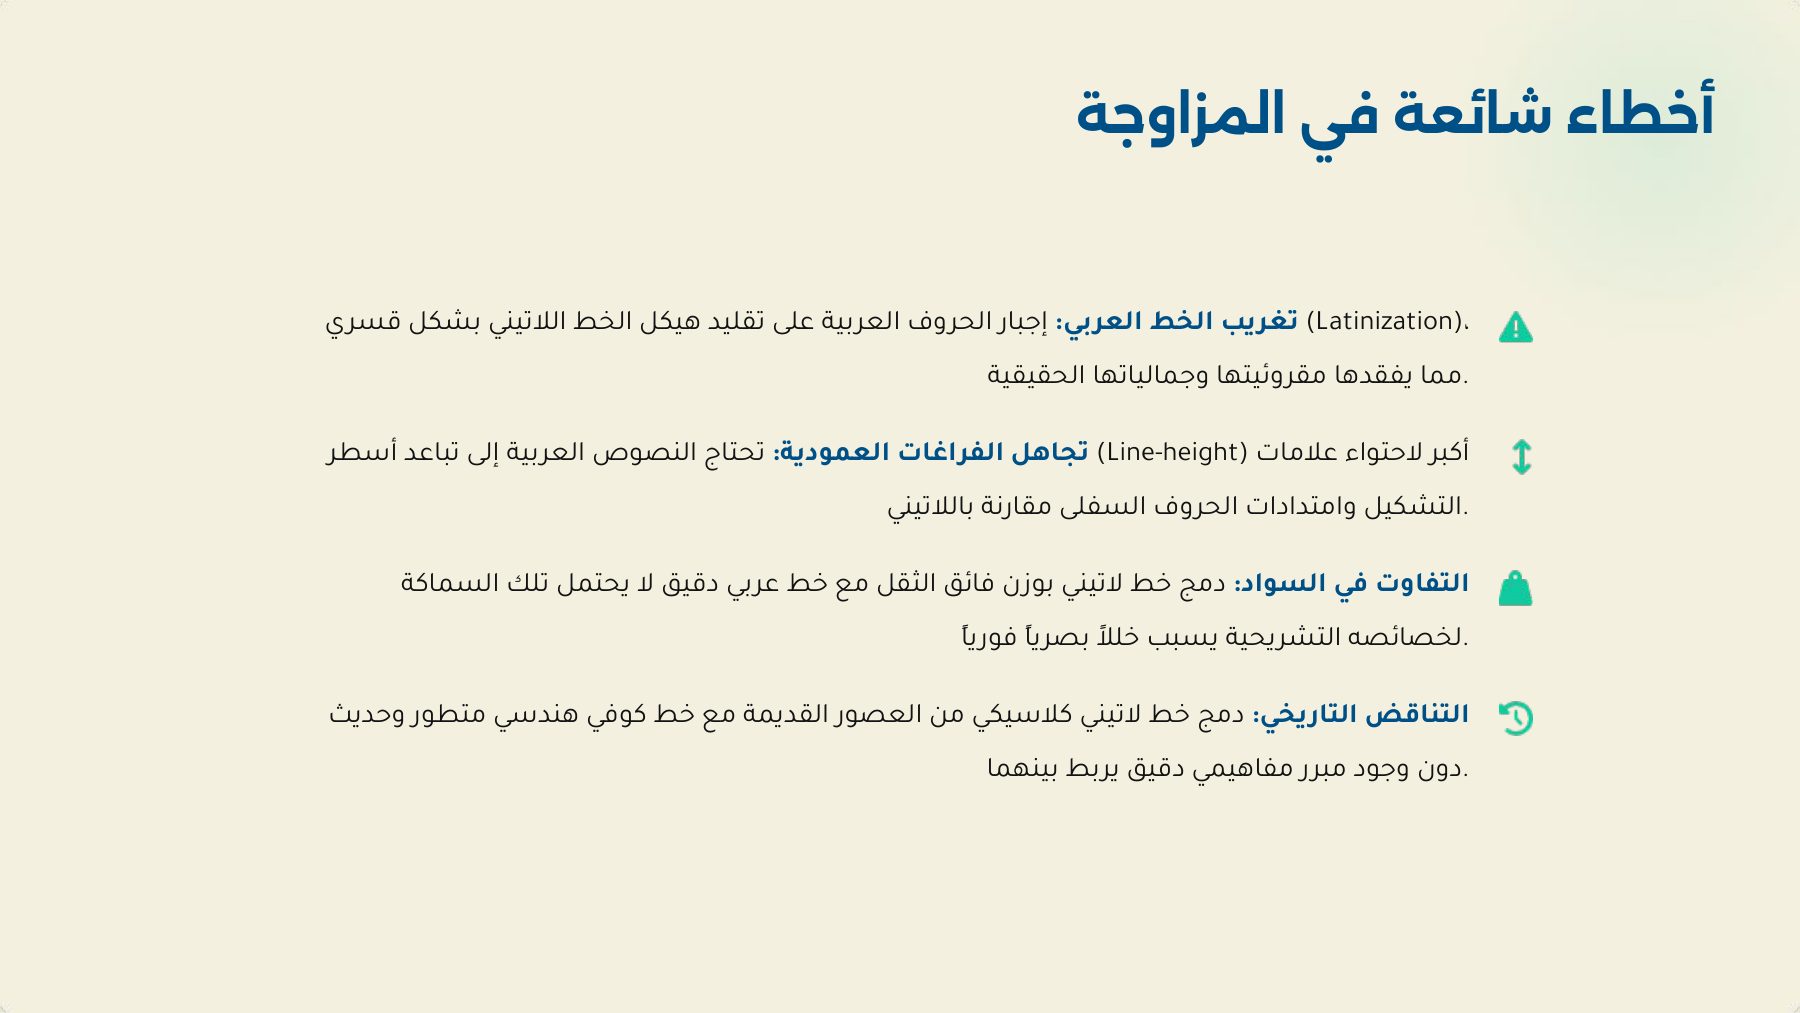 أخطاء شائعة في المزاوجة
تغريب الخط العربي: إجبار الحروف العربية على تقليد هيكل الخط اللاتيني بشكل قسري (Latinization)،
مما يفقدها مقروئيتها وجمالياتها الحقيقية.
تجاهل الفراغات العمودية: تحتاج النصوص العربية إلى تباعد أسطر (Line-height) أكبر لاحتواء علامات
التشكيل وامتدادات الحروف السفلى مقارنة باللاتيني.
التفاوت في السواد: دمج خط لاتيني بوزن فائق الثقل مع خط عربي دقيق لا يحتمل تلك السماكة
لخصائصه التشريحية يسبب خللاً بصرياً فورياً.
التناقض التاريخي: دمج خط لاتيني كلاسيكي من العصور القديمة مع خط كوفي هندسي متطور وحديث
دون وجود مبرر مفاهيمي دقيق يربط بينهما.